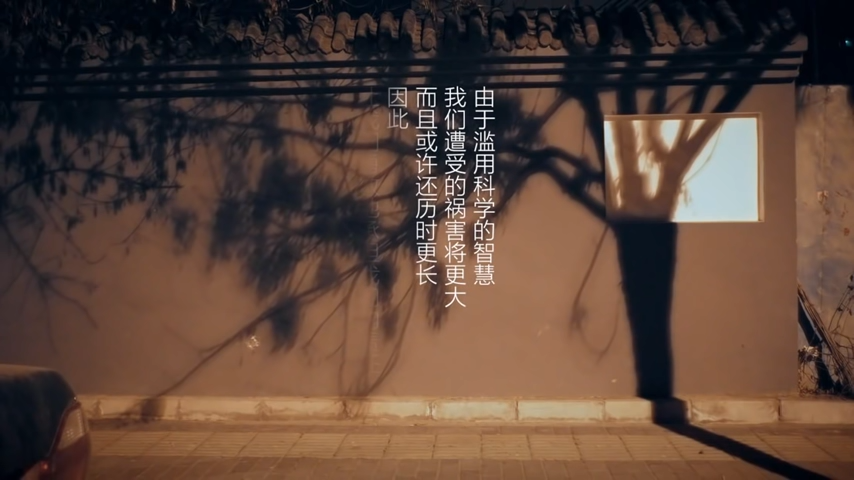 由于滥用科学的智慧
我们遭受的祸害将更大
而且或许还历时更长
因此